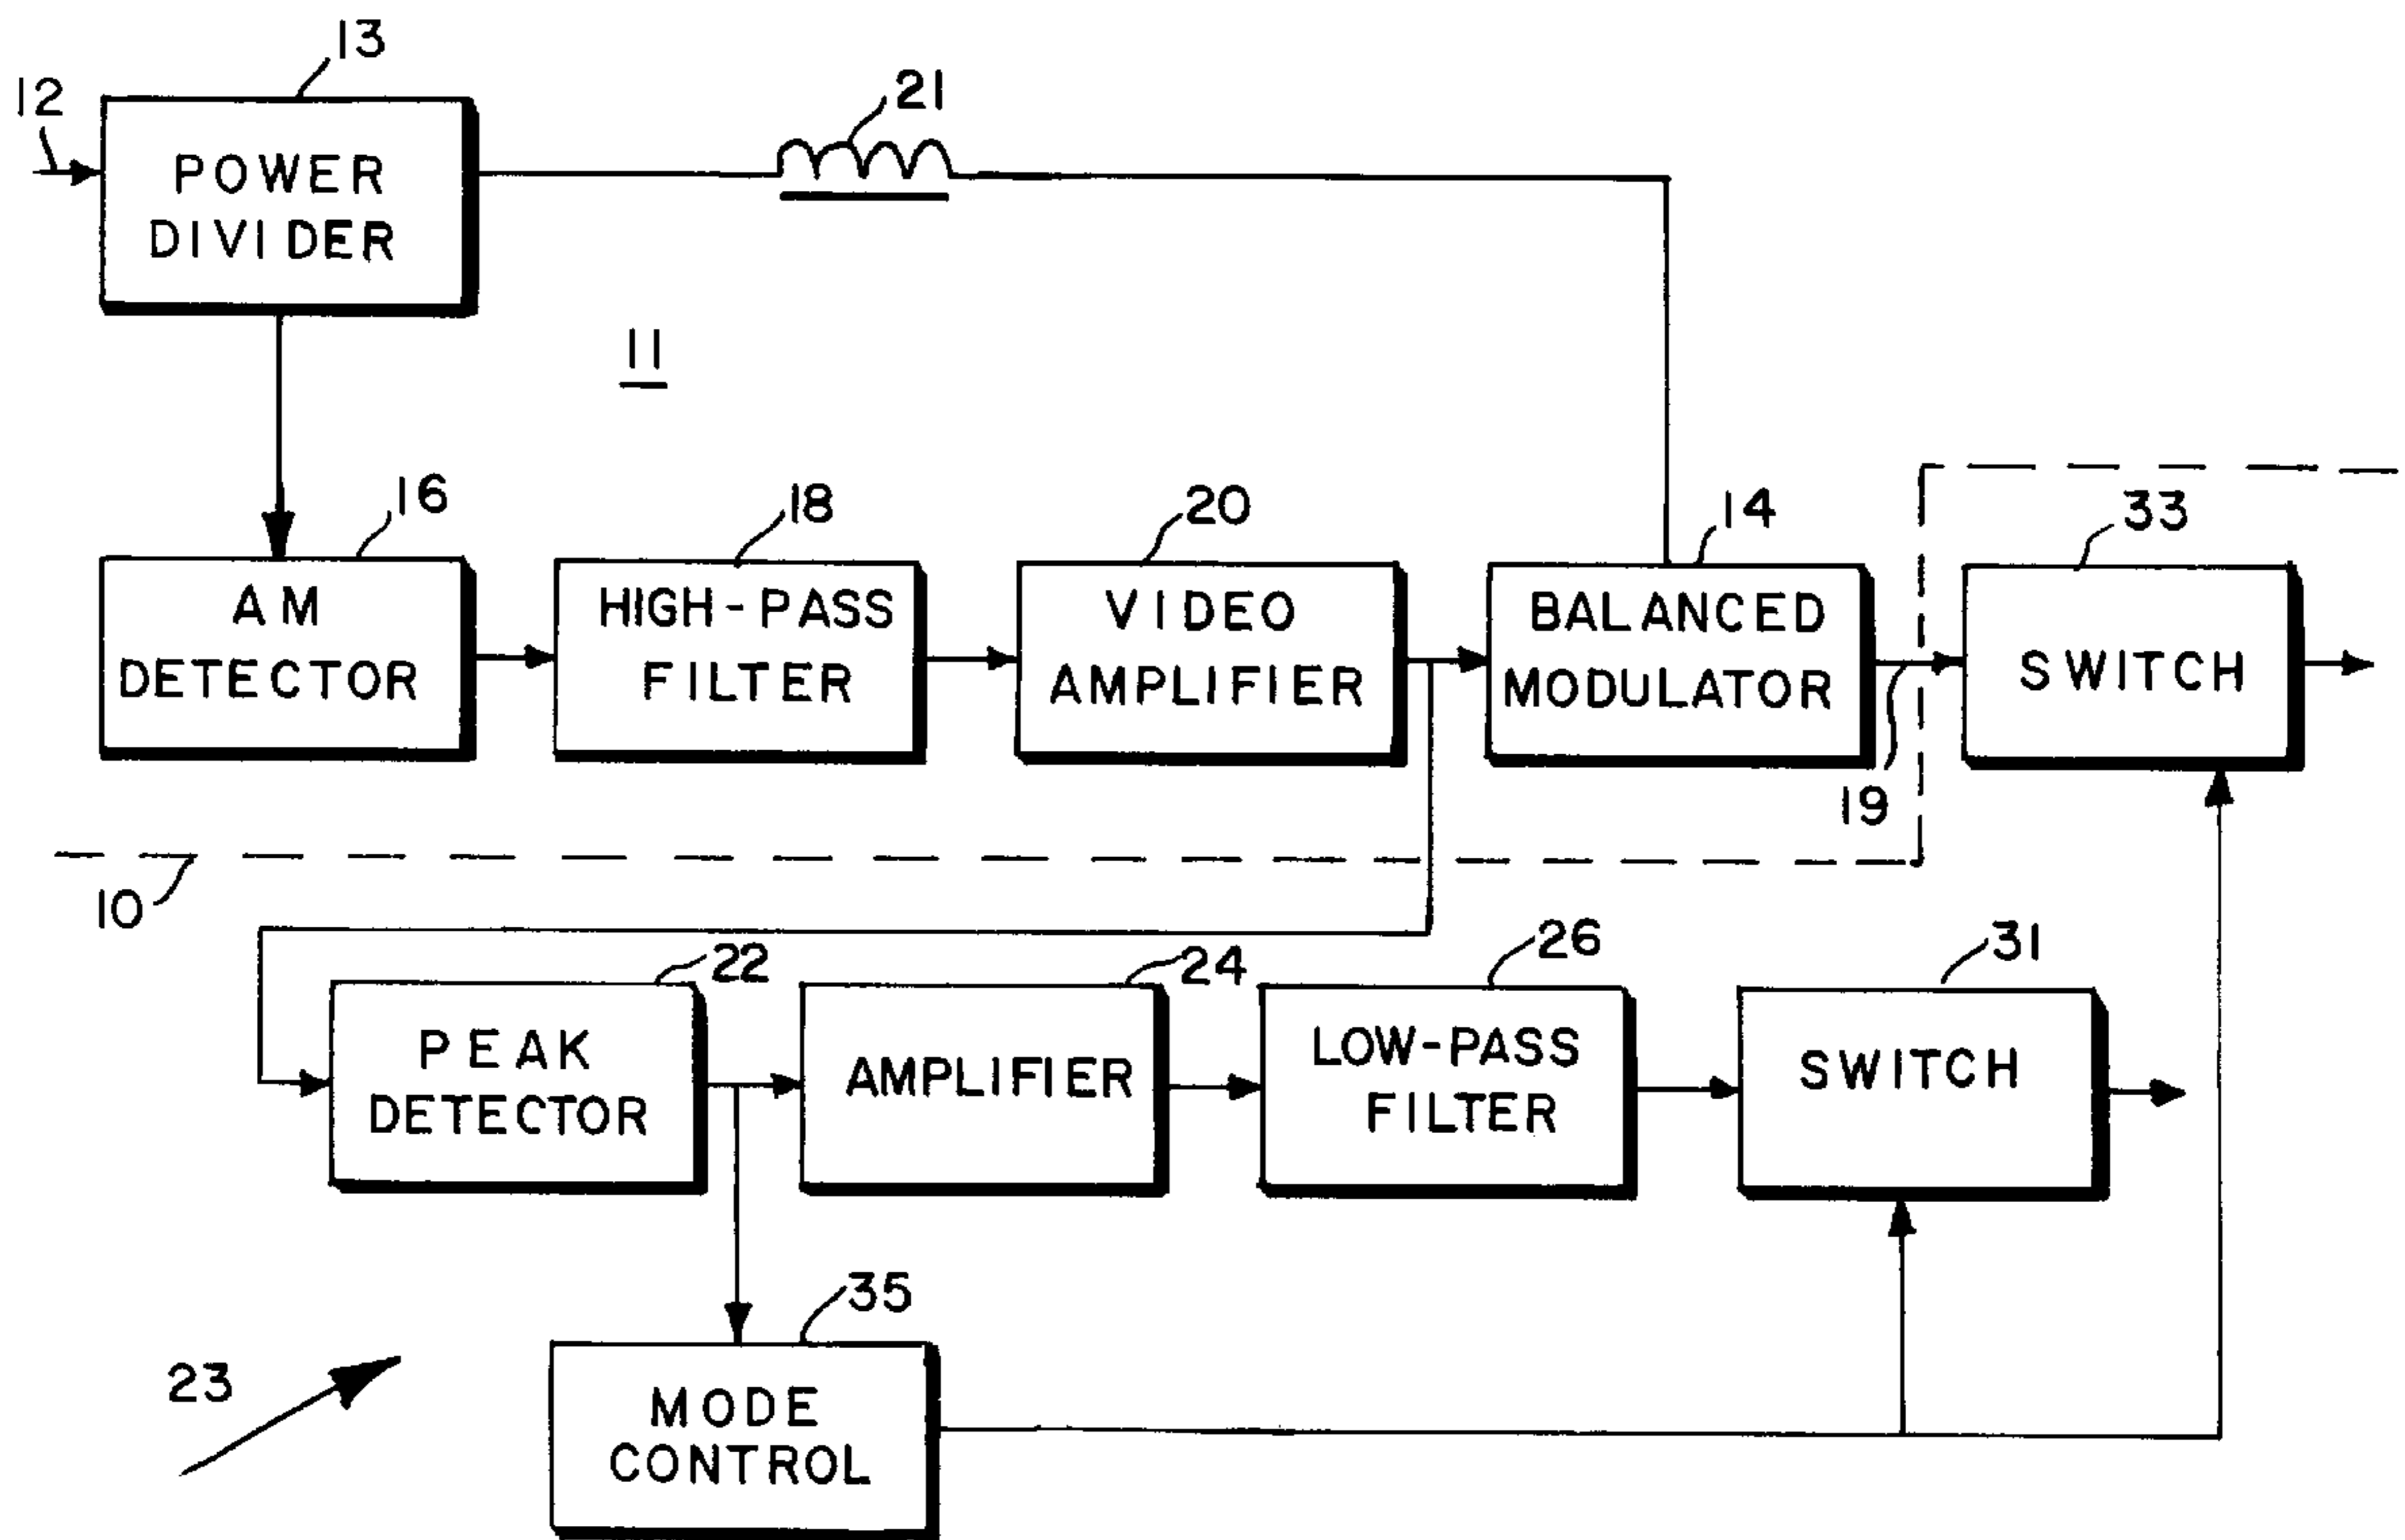 13
12
21
POWER
DIVIDER
11
16
18
20
14
33
AM
DETECTOR
HIGH-PASS
FILTER
VIDEO
AMPLIFIER
BALANCED
MODULATOR
SWITCH
19
10
22
24
26
31
PEAK
DETECTOR
AMPLIFIER
LOW-PASS
FILTER
SWITCH
35
23
MODE
CONTROL